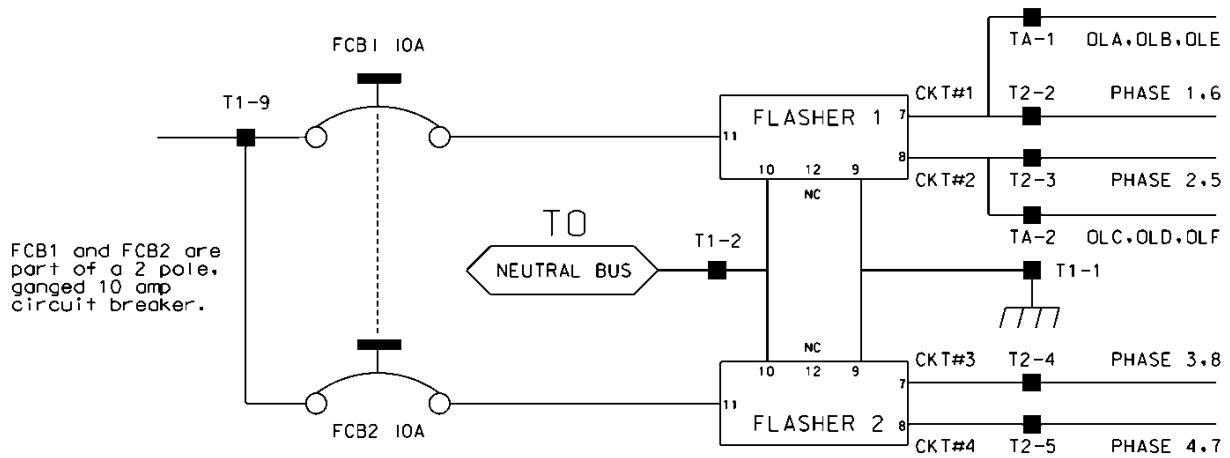 FCB1 10A
TA-1 OLA,OLB,OLE
T1-9
CKT#1 T2-2 PHASE 1,6
FLASHER 1
7
11
8
10 12 9
NC
CKT#2 T2-3 PHASE 2,5
TO
T1-2
TA-2 OLC,OLD,OLF
NEUTRAL BUS
T1-1
FCB1 and FCB2 are
part of a 2 pole,
ganged 10 amp
circuit breaker.
NC
10 12 9
CKT#3 T2-4 PHASE 3,8
7
11
FLASHER 2
8
FCB2 10A
CKT#4 T2-5 PHASE 4,7